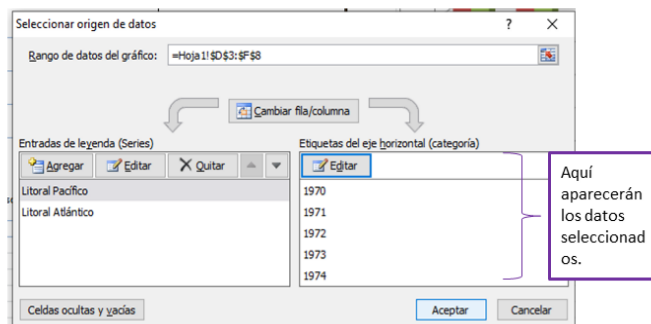 Seleccionar origen de datos ? ×
Rango de datos del gráfico: =Hoja1!$D$3:$F$8
Cambiar fila/columna
Entradas de leyenda (Series)
Agregar Editar Quitar
Litoral Pacífico
Litoral Atlántico
Etiquetas del eje horizontal (categoría)
Editar
1970
1971
1972
1973
1974
Aquí
aparecerán
los datos
seleccionad
os.
Celdas ocultas y vacías Aceptar Cancelar